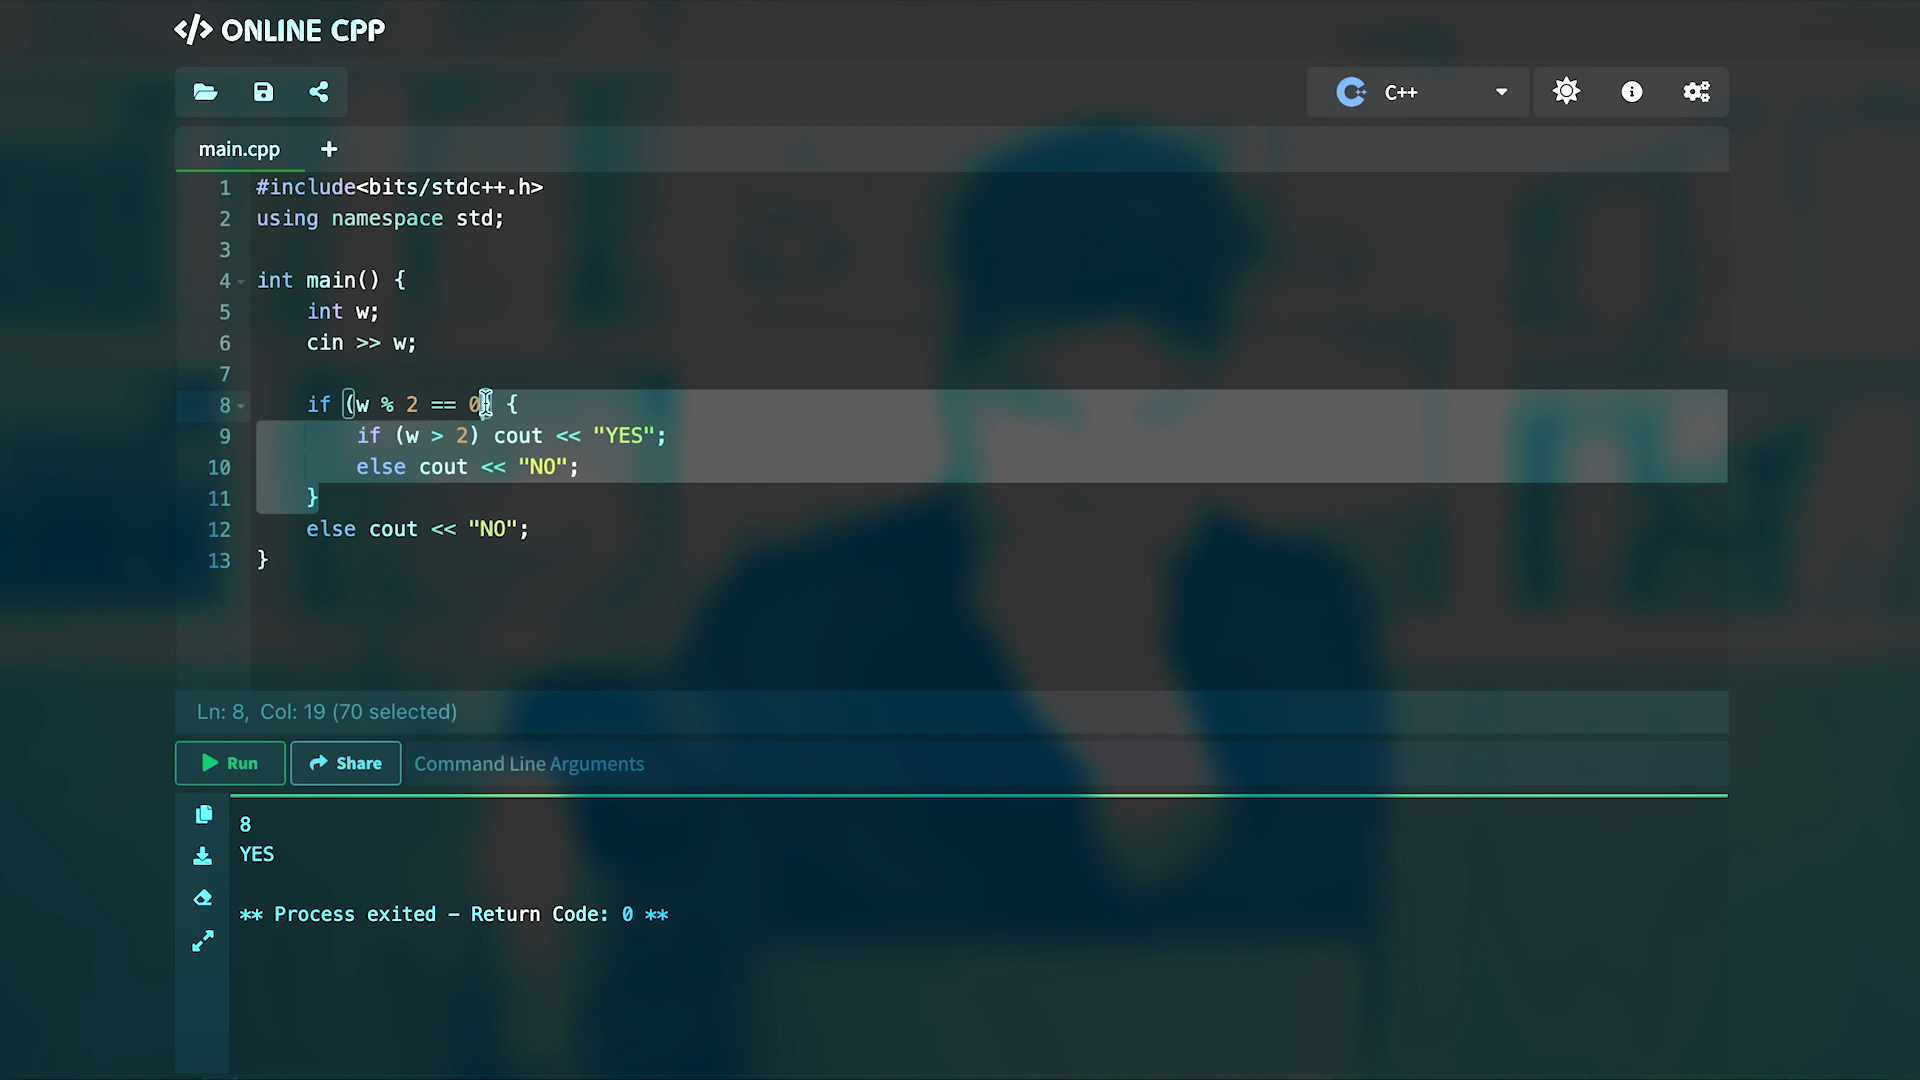 </> ONLINE CPP
C++
main.cpp +
1 #include<bits/stdc++.h>
2 using namespace std;
3
4 int main() {
5 int w;
6 cin >> w;
7
8 if (w % 2 == 0) {
9 if (w > 2) cout << "YES";
10 else cout << "NO";
11 }
12 else cout << "NO";
13 }
Ln: 8, Col: 19 (70 selected)
Run Share Command Line Arguments
8
YES
** Process exited - Return Code: 0 **